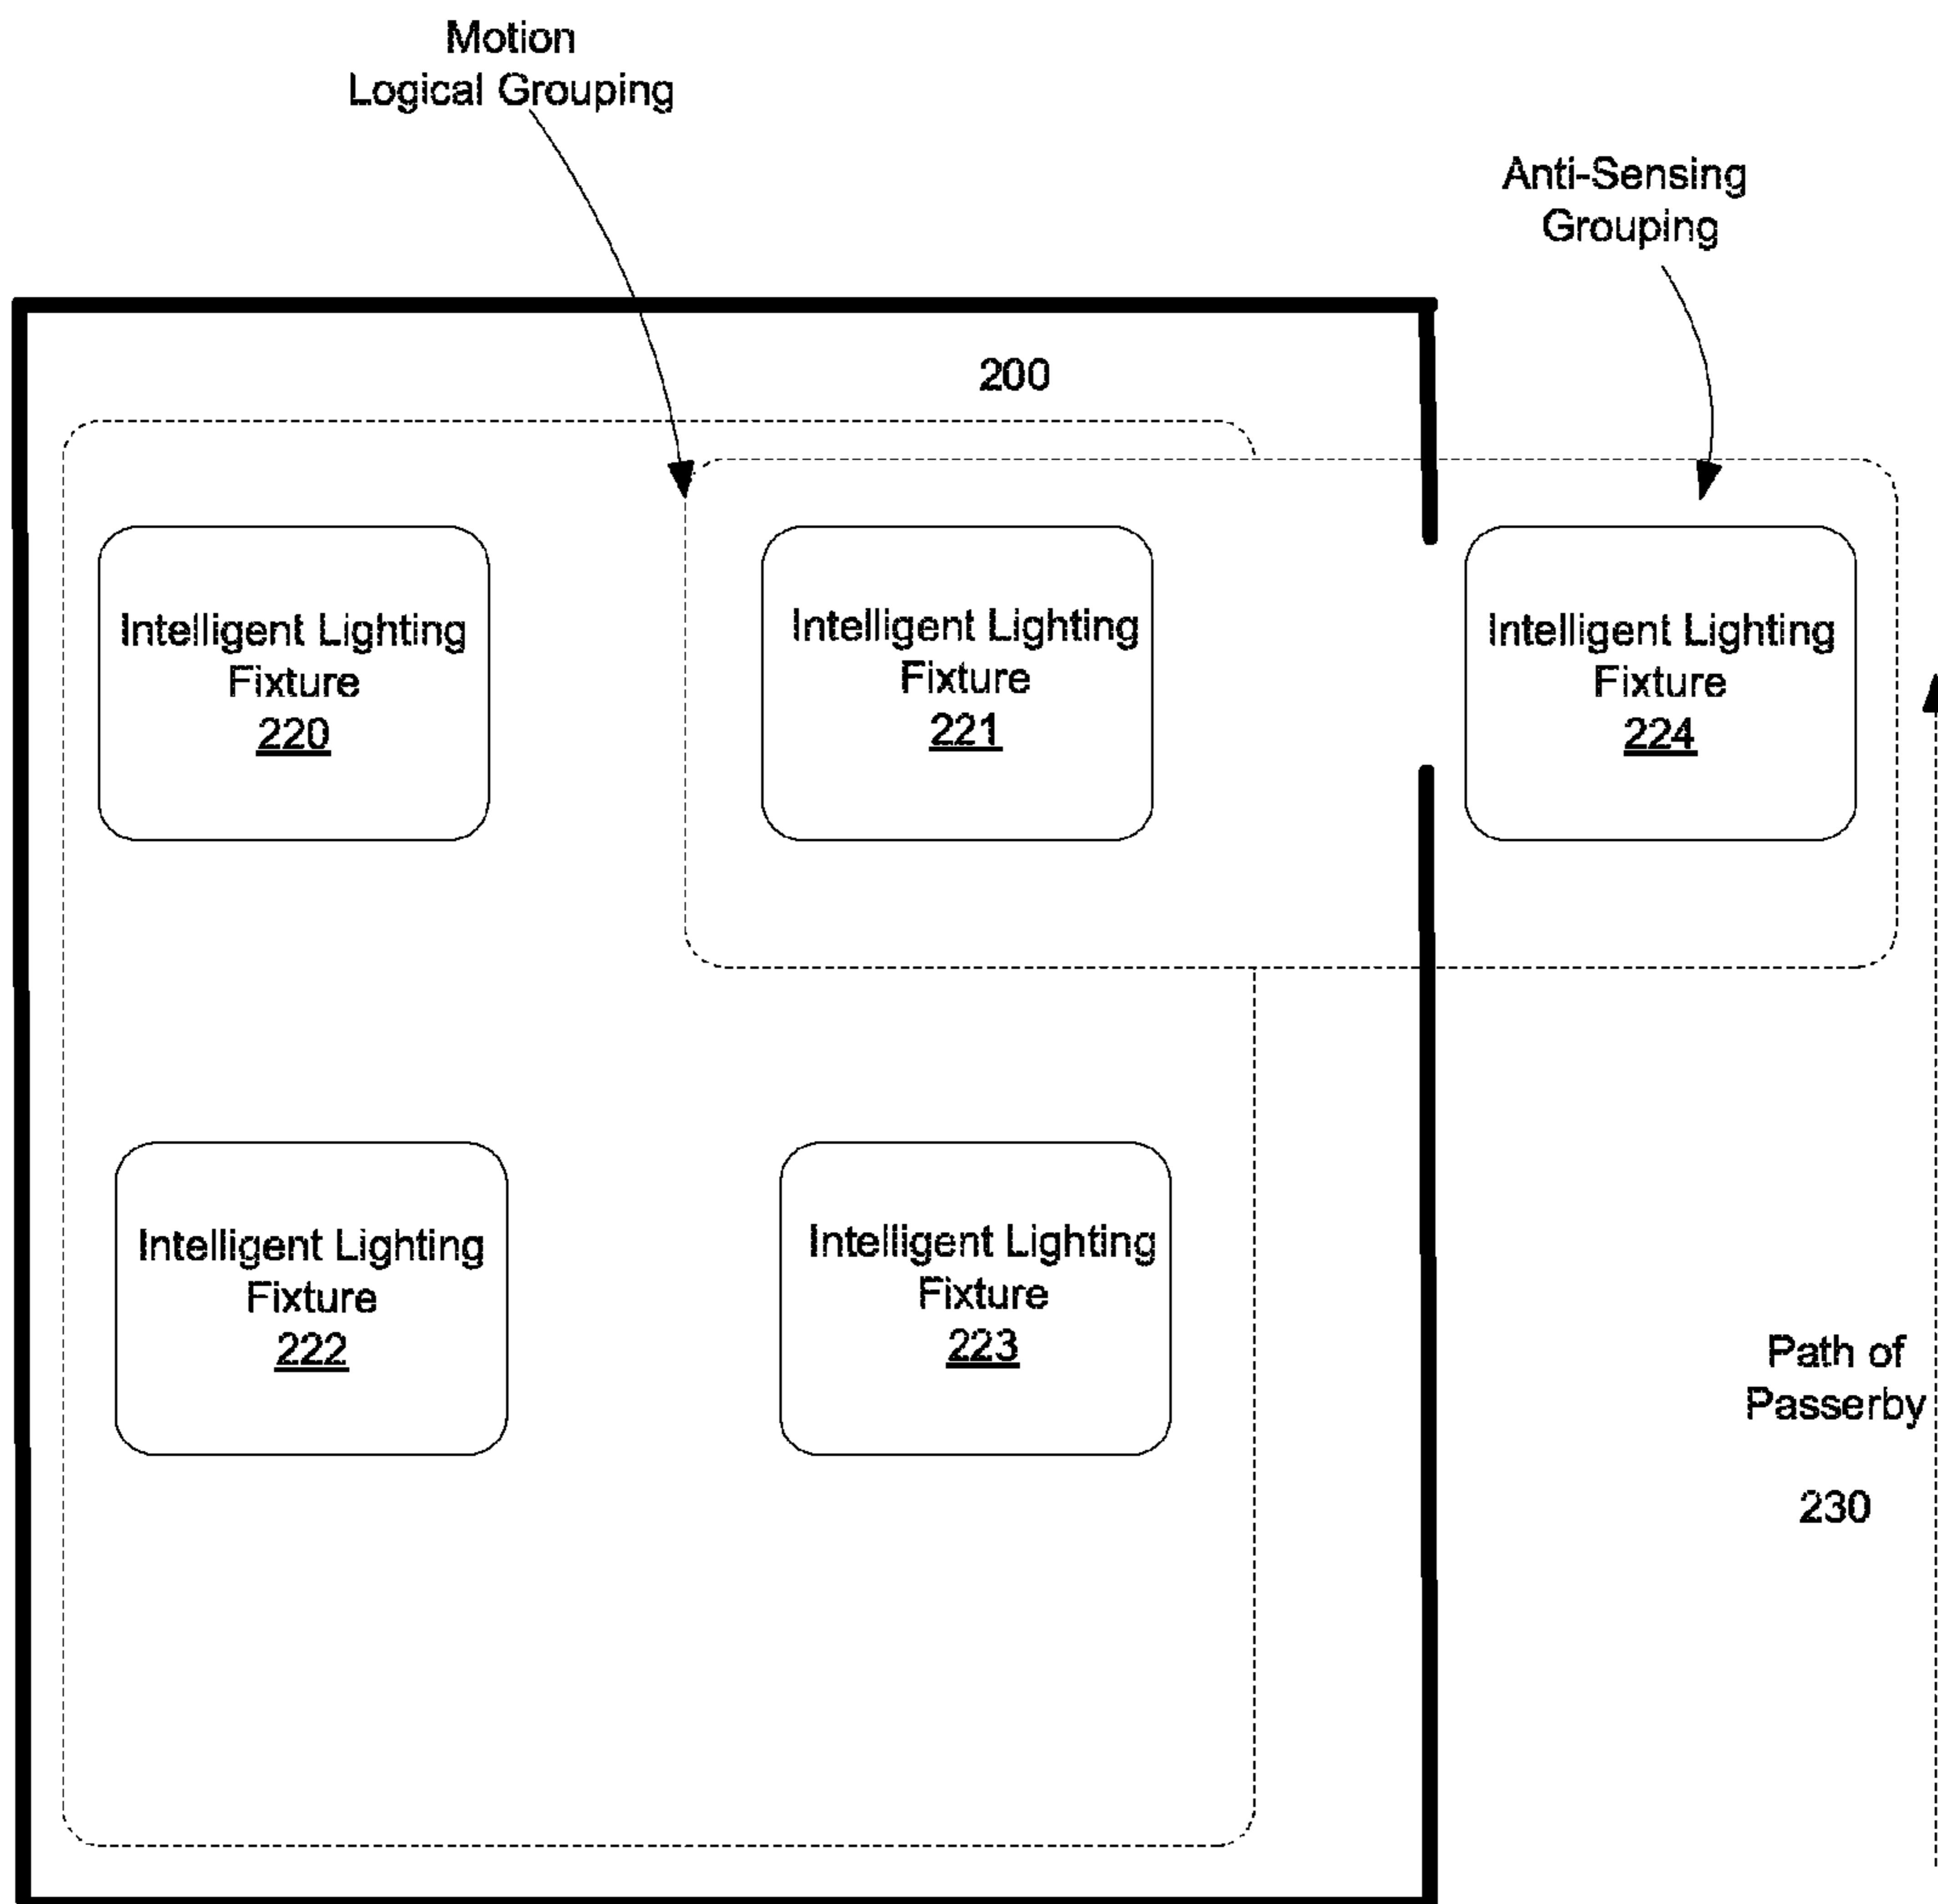 Motion
Logical Grouping
Anti-Sensing
Grouping
200
Intelligent Lighting
Fixture
220
Intelligent Lighting
Fixture
221
Intelligent Lighting
Fixture
224
Intelligent Lighting
Fixture
222
Intelligent Lighting
Fixture
223
Path of
Passerby
230